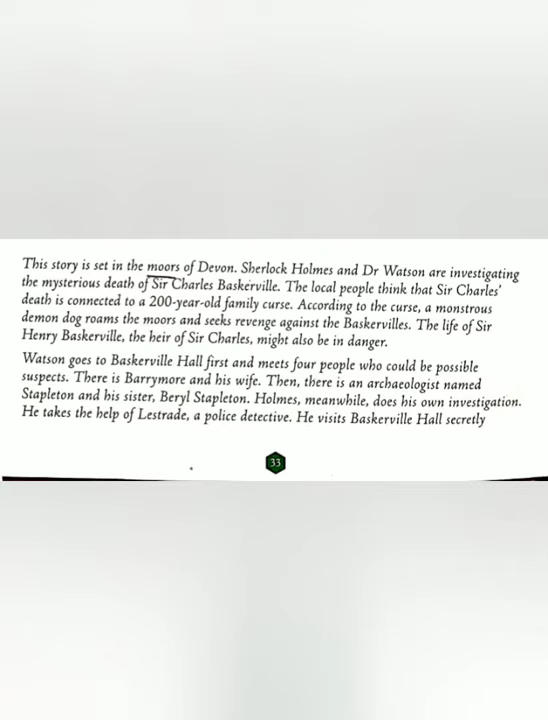 This story is set in the moors of Devon. Sherlock Holmes and Dr Watson are investigating
the mysterious death of Sir Charles Baskerville. The local people think that Sir Charles'
death is connected to a 200-year-old family curse. According to the curse, a monstrous
demon dog roams the moors and seeks revenge against the Baskervilles. The life of Sir
Henry Baskerville, the heir of Sir Charles, might also be in danger.
Watson goes to Baskerville Hall first and meets four people who could be possible
suspects. There is Barrymore and his wife. Then, there is an archaeologist named
Stapleton and his sister, Beryl Stapleton. Holmes, meanwhile, does his own investigation.
He takes the help of Lestrade, a police detective. He visits Baskerville Hall secretly
33